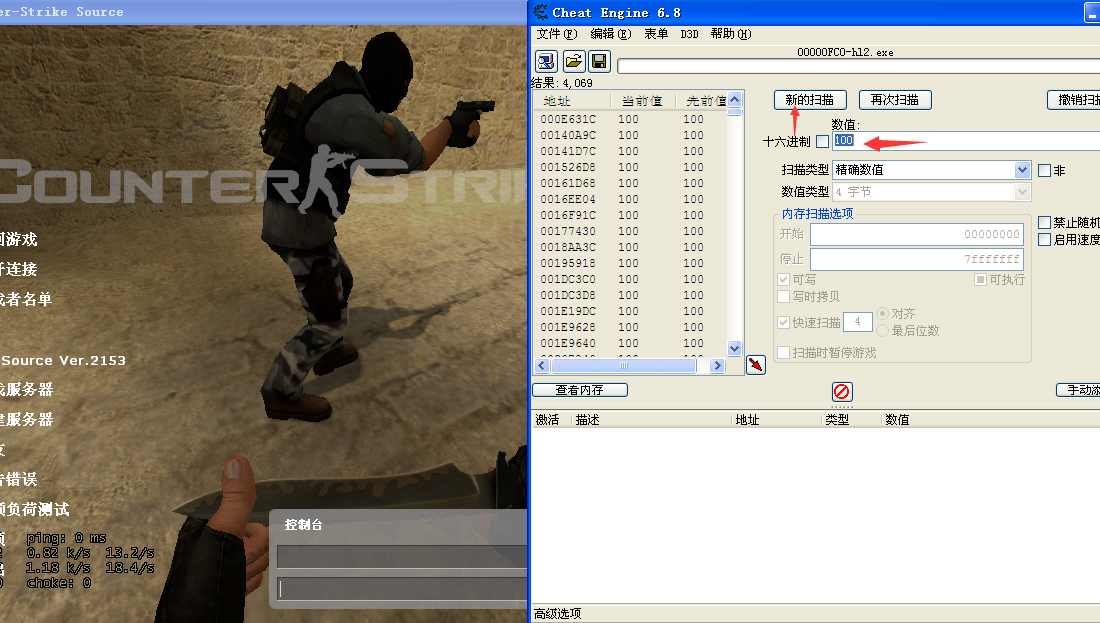 er-Strike Source
COUNTER STRI
回游戏
开连接
戏者名单
Source Ver.2153
戏服务器
建服务器
友
告错误
频负荷测试
ping: 0 ms
0.82 k/s 13.2/s
1.18 k/s 18.4/s
choke: 0
控制台
Cheat Engine 6.8
文件(F) 编辑(E) 表单 D3D 帮助(H)
00000FC0-hl2.exe
结果: 4,069
地址 当前值 先前值
000E631C 100 100
00140A9C 100 100
00141D7C 100 100
001526D8 100 100
00161D68 100 100
0016EE04 100 100
0016F91C 100 100
00177430 100 100
0018AA3C 100 100
00195918 100 100
001DC3C0 100 100
001DC3D8 100 100
001E19DC 100 100
001E9628 100 100
001E9640 100 100
新的扫描 再次扫描 撤销扫描
数值:
十六进制 100
扫描类型 精确数值 非
数值类型 4 字节
内存扫描选项
开始 00000000
停止 7fffffff
可写 可执行
写时拷贝
快速扫描 4 对齐
最后位数
扫描时暂停游戏
禁止随机
启用速度
查看内存 手动添
激活 描述 地址 类型 数值
高级选项